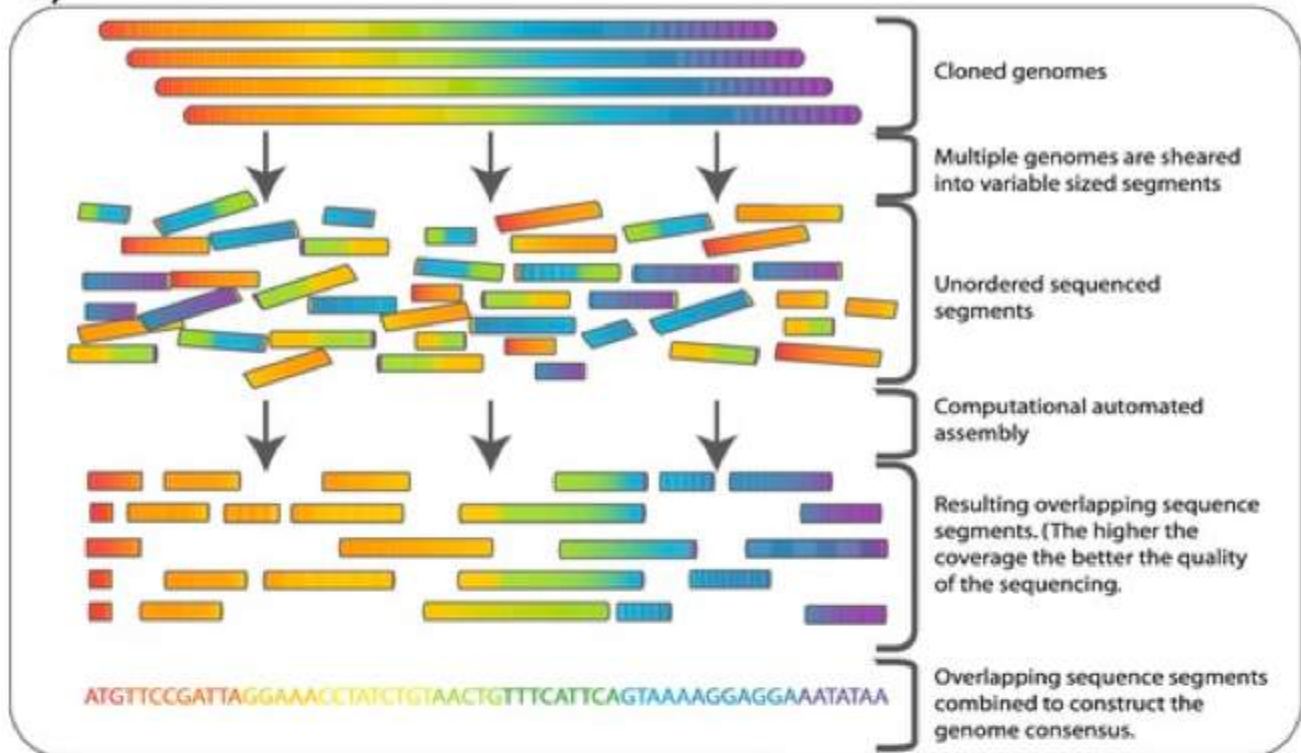 Cloned genomes
Multiple genomes are sheared
into variable sized segments
Unordered sequenced
segments
Computational automated
assembly
Resulting overlapping sequence
segments. (The higher the
coverage the better the quality
of the sequencing.
ATGTTCCGATTAGGAAACCTATCTGTAACTGTTTCATTCAGTAAAAGGAGGAAATATAA
Overlapping sequence segments
combined to construct the
genome consensus.